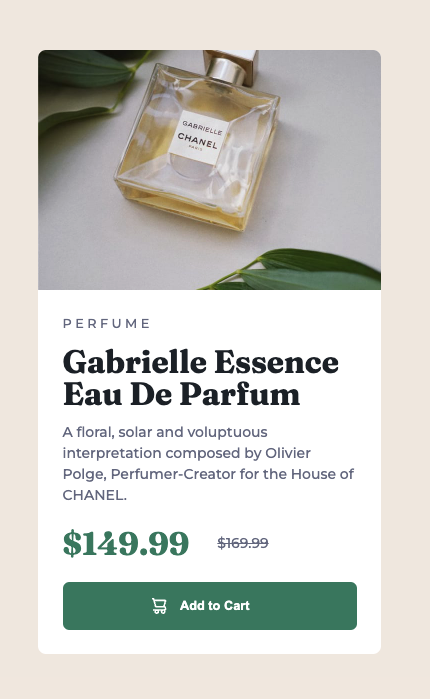 GABRIELLE
CHANEL
PARIS
PERFUME
Gabrielle Essence
Eau De Parfum
A floral, solar and voluptuous
interpretation composed by Olivier
Polge, Perfumer-Creator for the House of
CHANEL.
$149.99 $169.99
Add to Cart